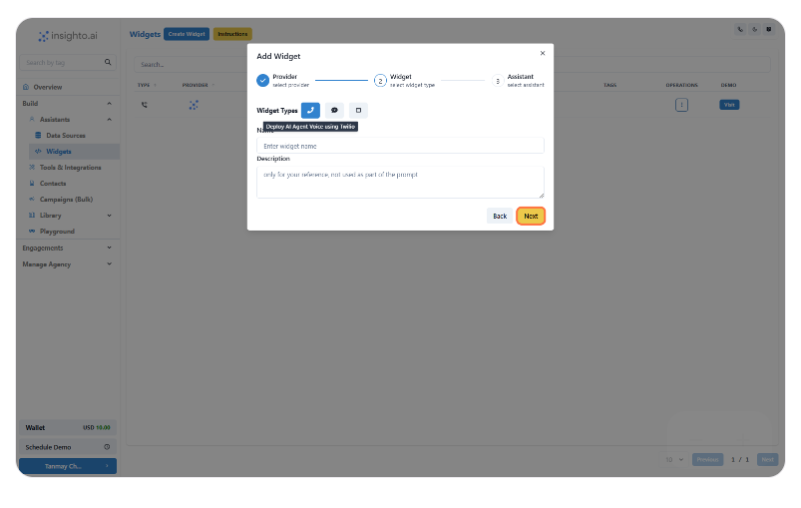 insighto.ai
Widgets
Create Widget
Instructions
Search by tag
Search...
Overview
TYPE
PROVIDER
TAGS
OPERATIONS
DEMO
Build
Visit
Assistants
Data Sources
Widgets
Tools & Integrations
Contacts
Campaigns (Bulk)
Library
Playground
Engagements
Manage Agency
Add Widget
Provider
select provider
2
Widget
select widget type
3
Assistant
select assistant
Widget Types
Deploy AI Agent Voice using Twilio
Enter widget name
Description
only for your reference, not used as part of the prompt
Back
Next
Wallet
USD
Schedule Demo
Tanmay Ch...
Previous
1 / 1
Next